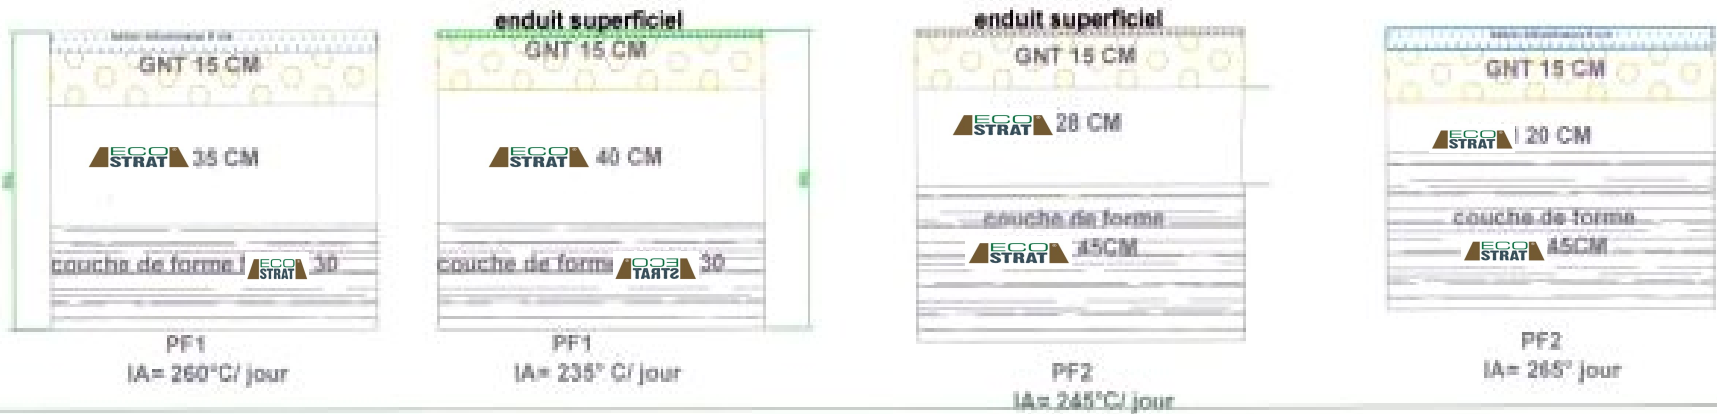 enduit superficiel
enduit superficiel
GNT 15 CM
GNT 15 CM
GNT 15 CM
GNT 15 CM
ECO STRAT 35 CM
ECO STRAT 40 CM
ECO STRAT 28 CM
ECO STRAT 20 CM
couche de forme ECO STRAT 30
couche de forme ECO STRAT 30
couche de forme
ECO STRAT 45CM
couche de forme
ECO STRAT 45CM
PF1
IA= 260°C/ jour
PF1
IA= 235° C/ jour
PF2
IA= 245°C/ jour
PF2
IA= 265° jour